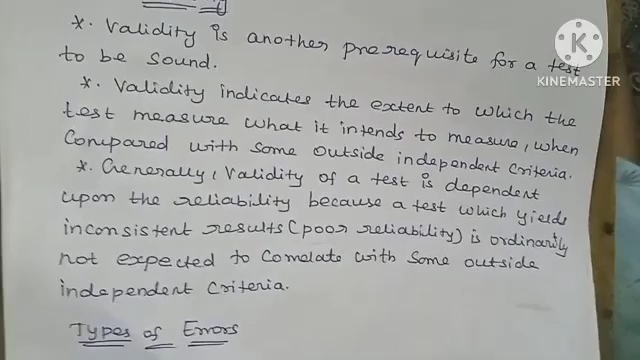 *. Validity is another prerequisite for a test
to be sound.
*. Validity indicates the extent to which the
test measure what it intends to measure, when
Compared with some outside independent criteria.
*. Generally, Validity of a test is dependent
upon the reliability because a test which yields
inconsistent results (poor reliability) is ordinarily
not expected to correlate with some outside
independent criteria.
Types of Errors
KINEMASTER